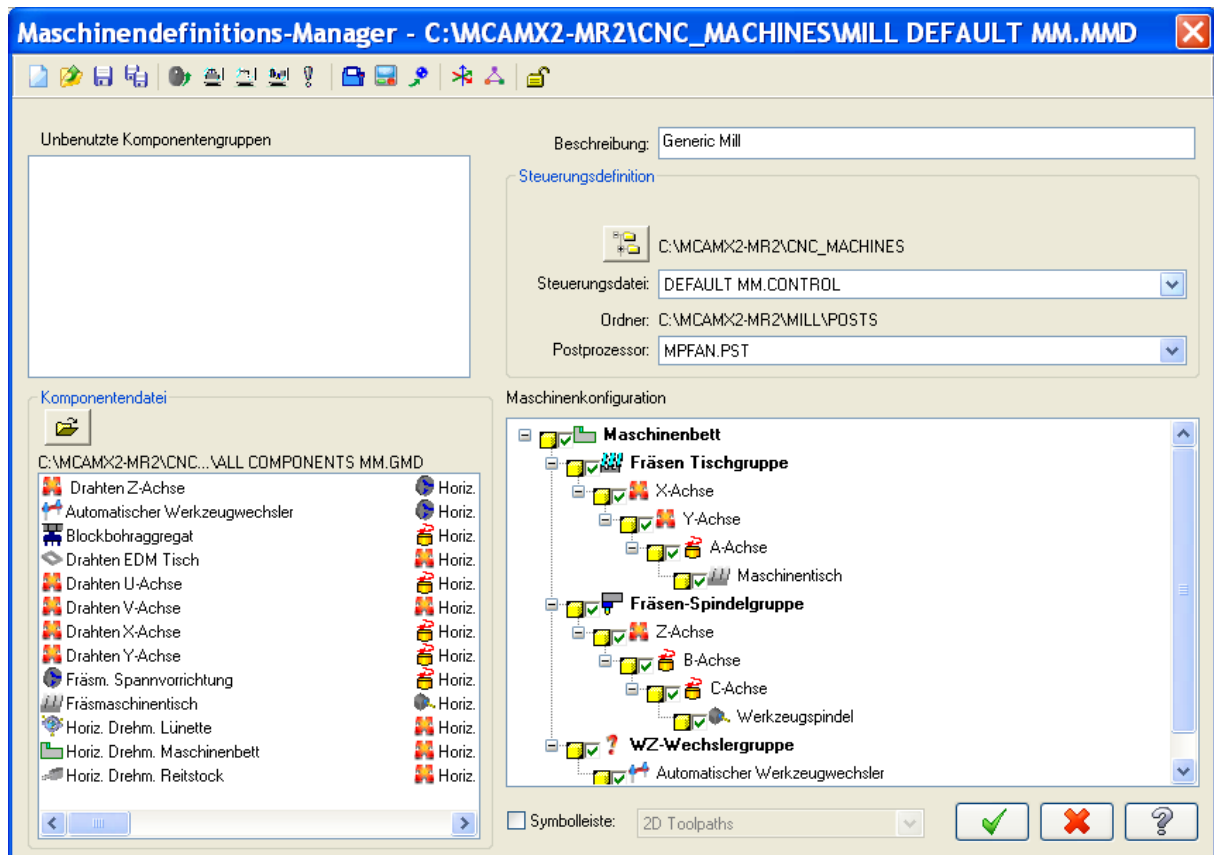 Maschinendefinitions-Manager - C:\MCAMX2-MR2\CNC_MACHINES\MILL DEFAULT MM.MMD
Unbenutzte Komponentengruppen
Beschreibung: Generic Mill
Steuerungsdefinition
C:\MCAMX2-MR2\CNC_MACHINES
Steuerungsdatei: DEFAULT MM.CONTROL
Ordner: C:\MCAMX2-MR2\MILL\POSTS
Postprozessor: MPFAN.PST
Komponentendatei
C:\MCAMX2-MR2\CNC...\ALL COMPONENTS MM.GMD
Drahten Z-Achse Horiz.
Automatischer Werkzeugwechsler Horiz.
Blockbohraggregat Horiz.
Drahten EDM Tisch Horiz.
Drahten U-Achse Horiz.
Drahten V-Achse Horiz.
Drahten X-Achse Horiz.
Drahten Y-Achse Horiz.
Fräsm. Spannvorrichtung Horiz.
Fräsmaschinentisch Horiz.
Horiz. Drehm. Lünette Horiz.
Horiz. Drehm. Maschinenbett Horiz.
Horiz. Drehm. Reitstock Horiz.
Maschinenkonfiguration
Maschinenbett
Fräsen Tischgruppe
X-Achse
Y-Achse
A-Achse
Maschinentisch
Fräsen-Spindelgruppe
Z-Achse
B-Achse
C-Achse
Werkzeugspindel
WZ-Wechslergruppe
Automatischer Werkzeugwechsler
Symbolleiste: 2D Toolpaths